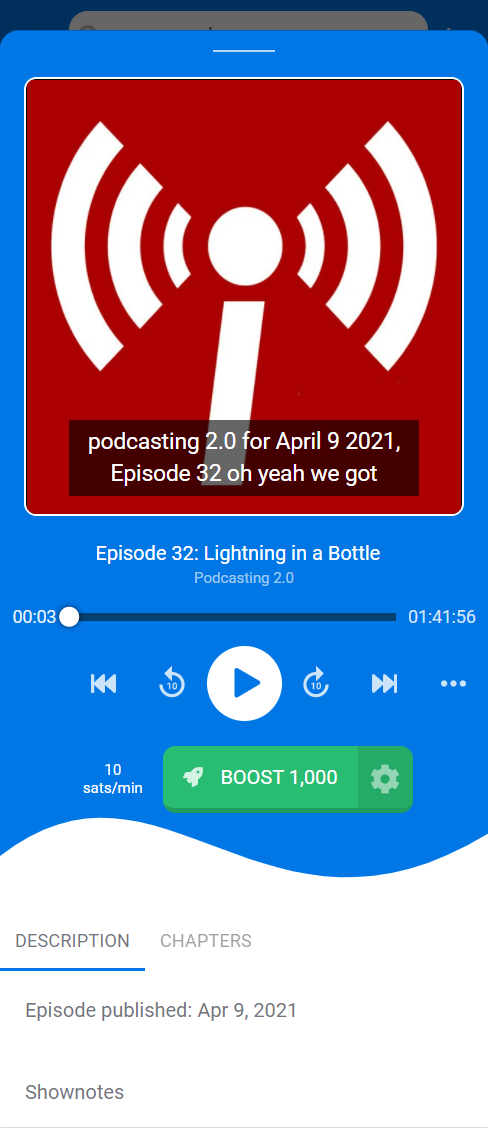 podcasting 2.0 for April 9 2021,
Episode 32 oh yeah we got
Episode 32: Lightning in a Bottle
Podcasting 2.0
00:03 01:41:56
10 10
10
sats/min
BOOST 1,000
DESCRIPTION CHAPTERS
Episode published: Apr 9, 2021
Shownotes